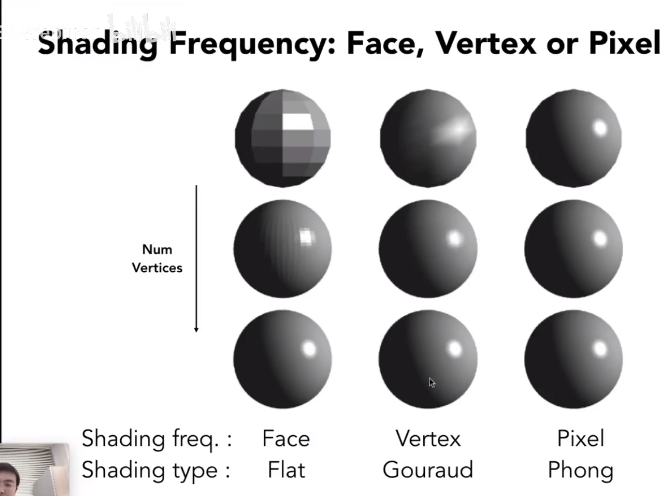 Shading Frequency: Face, Vertex or Pixel
Num
Vertices
Shading freq. : Face Vertex Pixel
Shading type : Flat Gouraud Phong